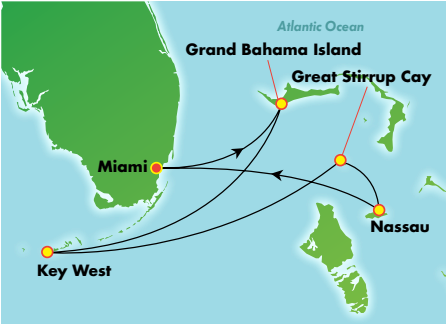 Atlantic Ocean
Grand Bahama Island
Great Stirrup Cay
Miami
Nassau
Key West